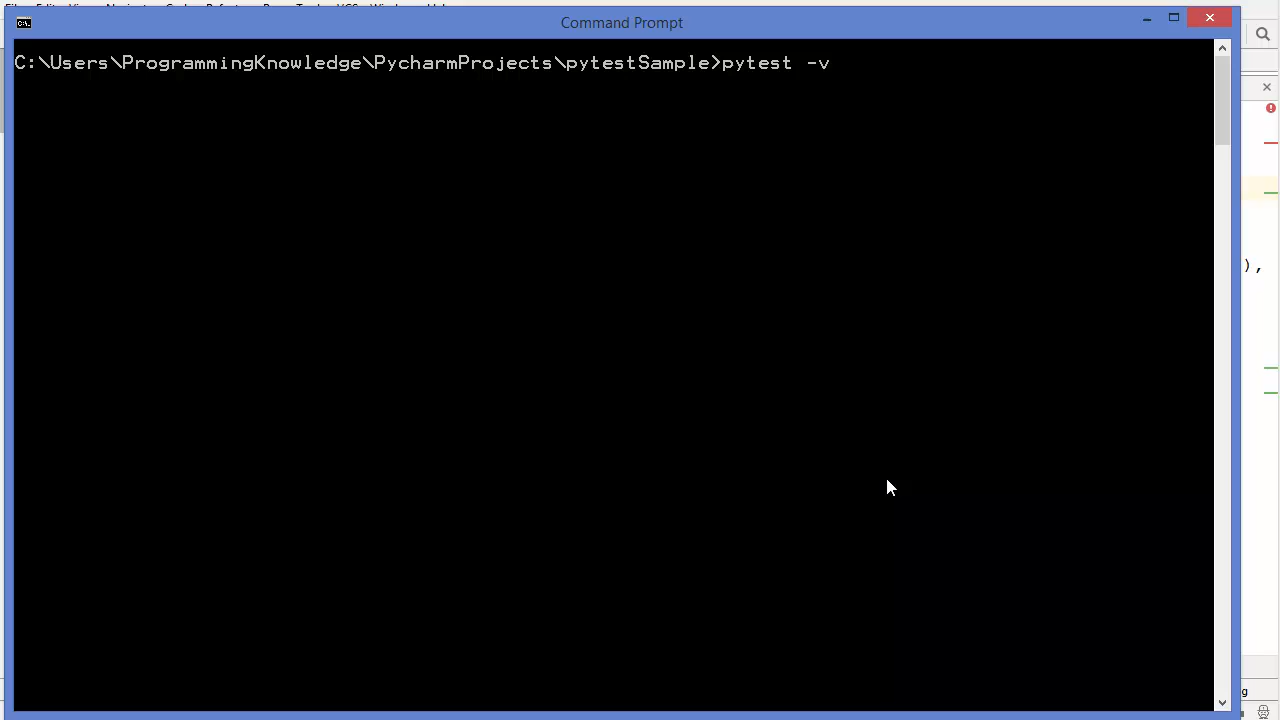 Command Prompt
C:\Users\ProgrammingKnowledge\PycharmProjects\pytestSample>pytest -v
),
g